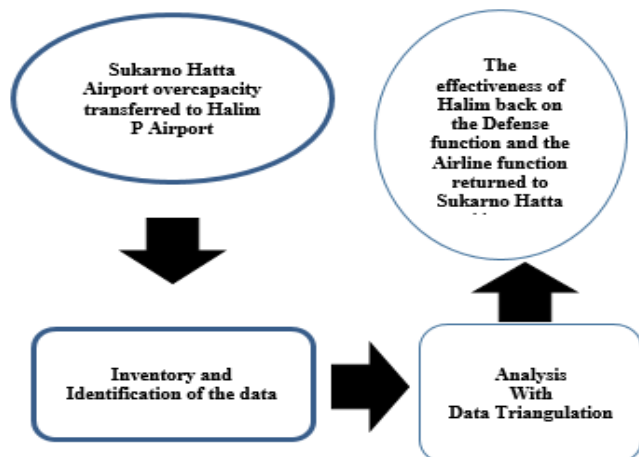 Sukarno Hatta
Airport overcapacity
transferred to Halim
P Airport
Inventory and
Identification of the data
Analysis
With
Data Triangulation
The
effectiveness of
Halim back on
the Defense
function and the
Airline function
returned to
Sukarno Hatta